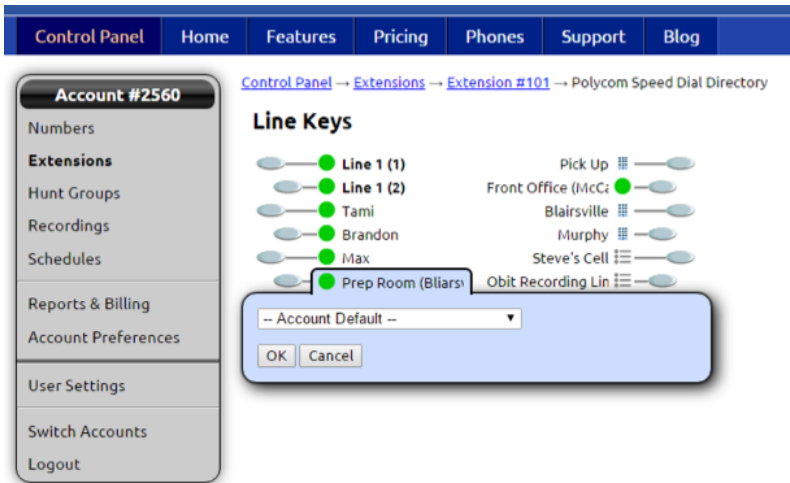 Control Panel Home Features Pricing Phones Support Blog
Account #2560
Numbers
Extensions
Hunt Groups
Recordings
Schedules
Reports & Billing
Account Preferences
User Settings
Switch Accounts
Logout
Control Panel → Extensions → Extension #101 → Polycom Speed Dial Directory
Line Keys
Line 1 (1) Pick Up
Line 1 (2) Front Office (McCa
Tami Blairsville
Brandon Murphy
Max Steve's Cell
Prep Room (Bliarsv Obit Recording Lin
-- Account Default --
OK Cancel